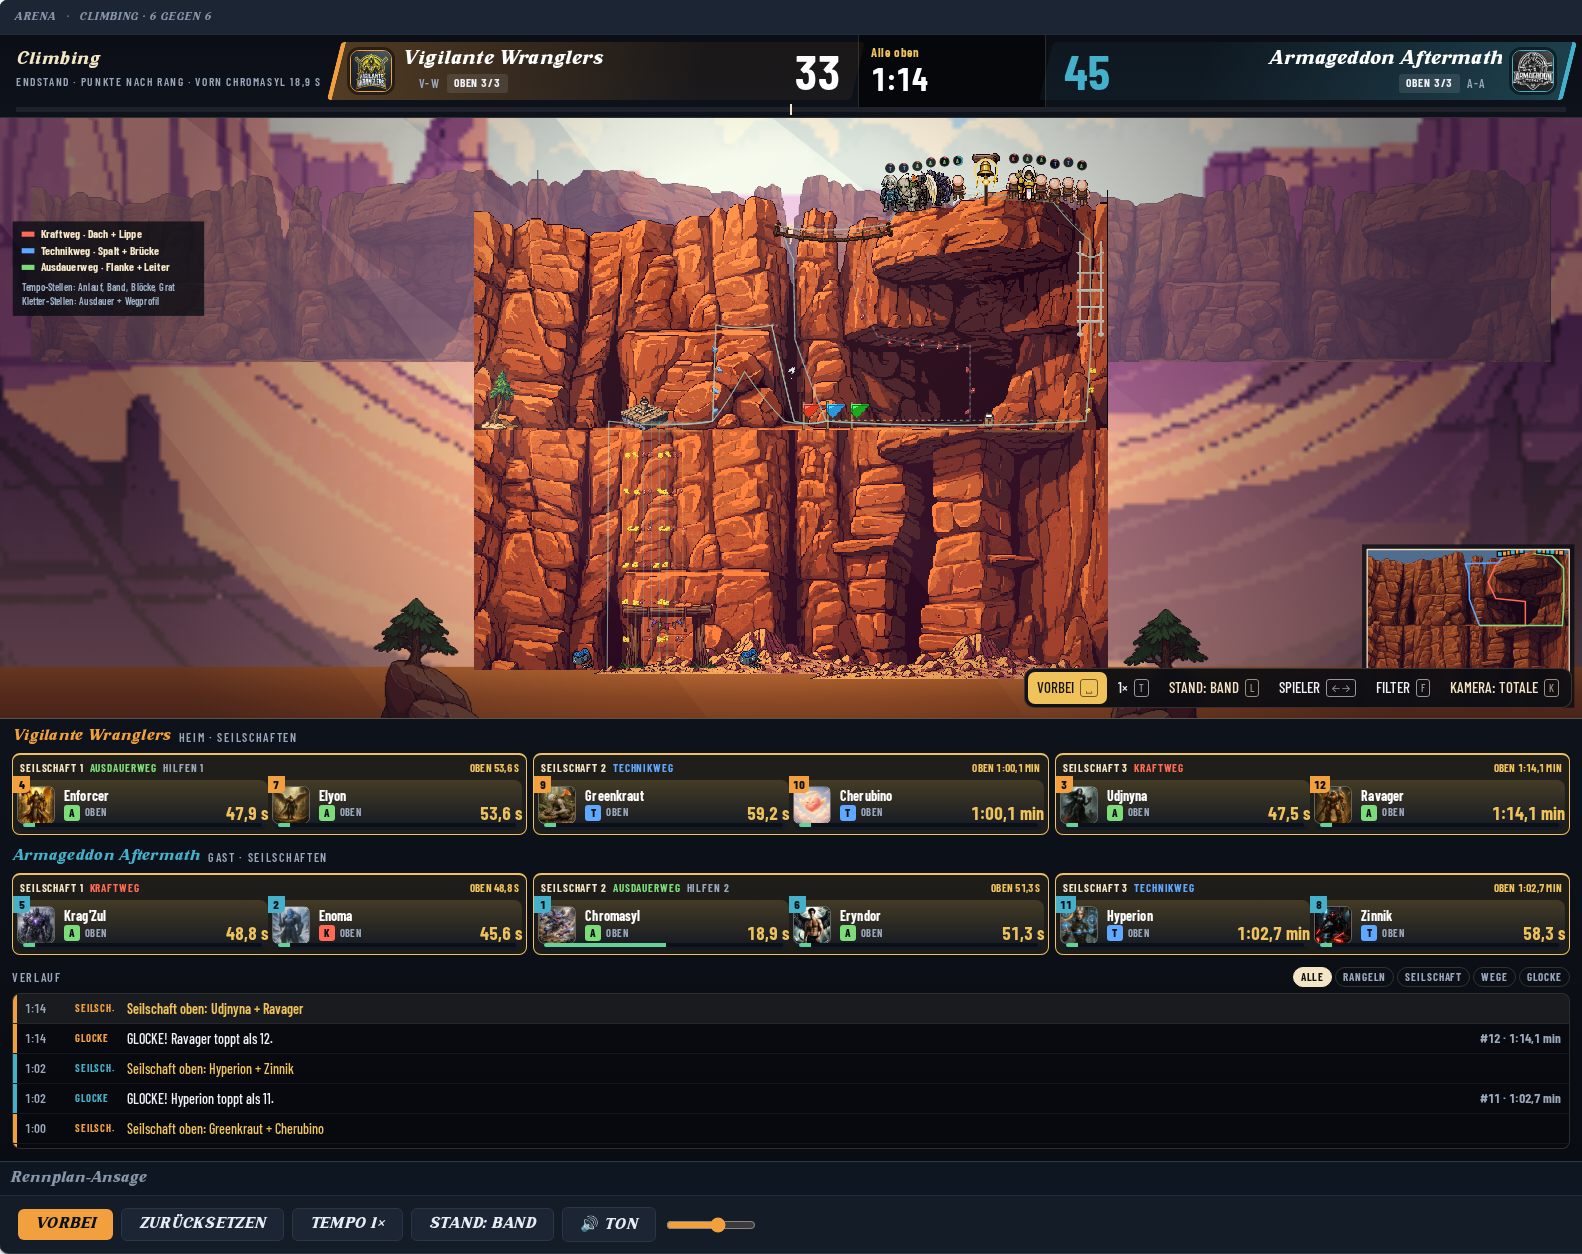 ARENA · CLIMBING · 6 GEGEN 6
Climbing
ENDSTAND · PUNKTE NACH RANG · VORN CHROMASYL 18,9 S
Vigilante Wranglers
V-W OBEN 3/3
33
Alle oben
1:14
45
Armageddon Aftermath
OBEN 3/3 A-A
Kraftweg · Dach + Lippe
Technikweg · Spalt + Brücke
Ausdauerweg · Flanke + Leiter
Tempo-Stellen: Anlauf, Band, Blöcke, Grat
Kletter-Stellen: Ausdauer + Wegprofil
VORBEI 1× T STAND: BAND L SPIELER ←→ FILTER F KAMERA: TOTALE K
Vigilante Wranglers HEIM · SEILSCHAFTEN
SEILSCHAFT 1 AUSDAUERWEG HILFEN 1 OBEN 53,6 S
4 Enforcer A OBEN 47,9 s
7 Elyon A OBEN 53,6 s
SEILSCHAFT 2 TECHNIKWEG OBEN 1:00,1 MIN
9 Greenkraut T OBEN 59,2 s
10 Cherubino T OBEN 1:00,1 min
SEILSCHAFT 3 KRAFTWEG OBEN 1:14,1 MIN
3 Udjnyna A OBEN 47,5 s
12 Ravager A OBEN 1:14,1 min
Armageddon Aftermath GAST · SEILSCHAFTEN
SEILSCHAFT 1 KRAFTWEG OBEN 48,8 S
5 Krag'Zul A OBEN 48,8 s
2 Enoma K OBEN 45,6 s
SEILSCHAFT 2 AUSDAUERWEG HILFEN 2 OBEN 51,3 S
1 Chromasyl A OBEN 18,9 s
6 Eryndor A OBEN 51,3 s
SEILSCHAFT 3 TECHNIKWEG OBEN 1:02,7 MIN
11 Hyperion T OBEN 1:02,7 min
8 Zinnik T OBEN 58,3 s
VERLAUF
ALLE RANGELN SEILSCHAFT WEGE GLOCKE
1:14 SEILSCH. Seilschaft oben: Udjnyna + Ravager
1:14 GLOCKE GLOCKE! Ravager toppt als 12. #12 · 1:14,1 min
1:02 SEILSCH. Seilschaft oben: Hyperion + Zinnik
1:02 GLOCKE GLOCKE! Hyperion toppt als 11. #11 · 1:02,7 min
1:00 SEILSCH. Seilschaft oben: Greenkraut + Cherubino
Rennplan-Ansage
VORBEI ZURÜCKSETZEN TEMPO 1× STAND: BAND TON